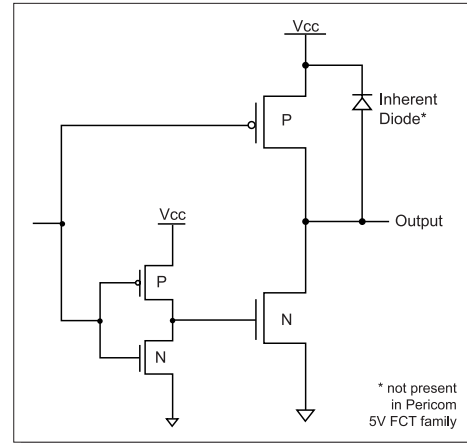 Vcc
Inherent
Diode*
P
Vcc
Output
P
N
N
* not present
in Pericom
5V FCT family